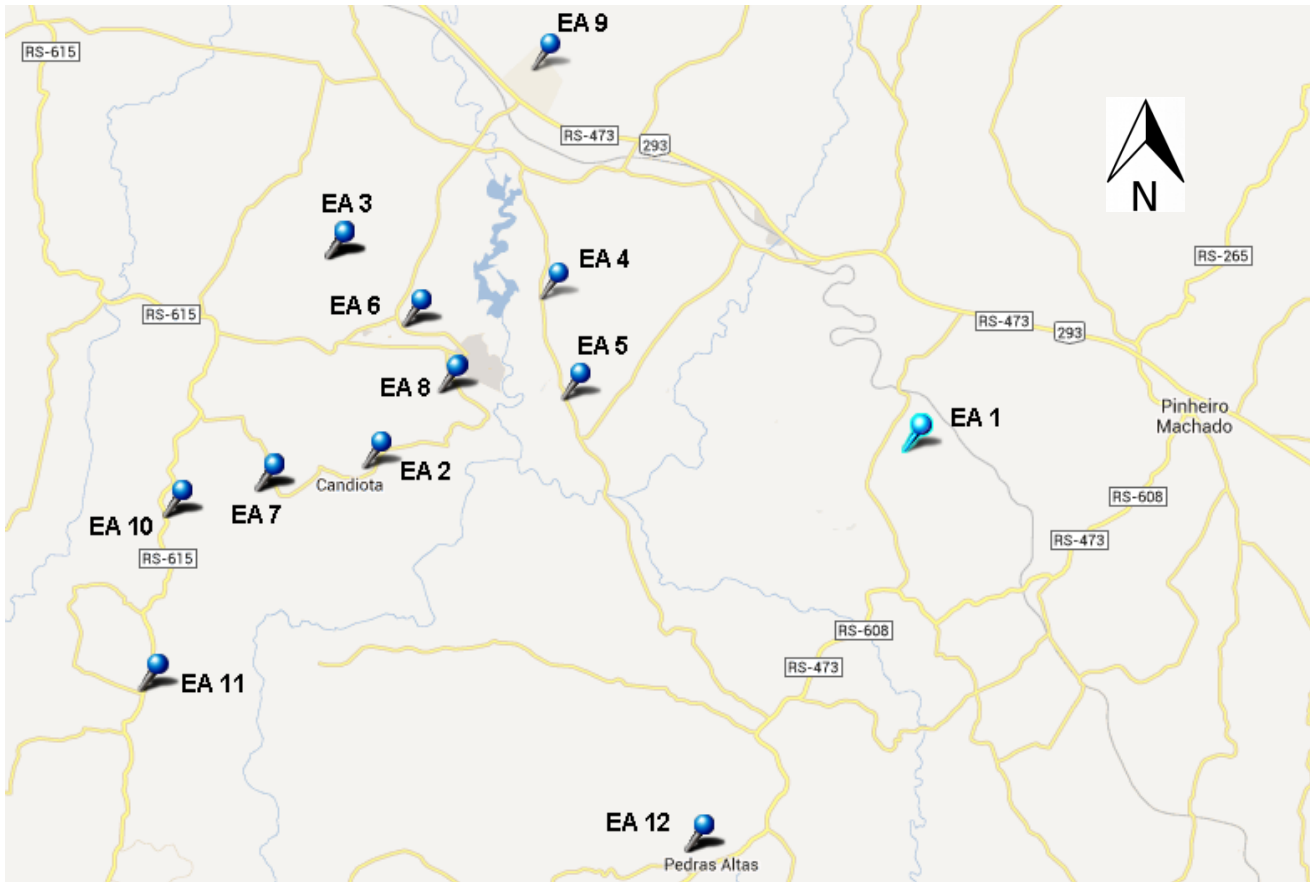 EA 9
RS-615
RS-473
293
N
EA 3
EA 4
RS-265
EA 6
RS-615
RS-473
293
EA 5
EA 8
Pinheiro
Machado
EA 1
EA 2
Candiota
RS-608
EA 7
EA 10
RS-473
RS-615
RS-608
RS-473
EA 11
EA 12
Pedras Altas